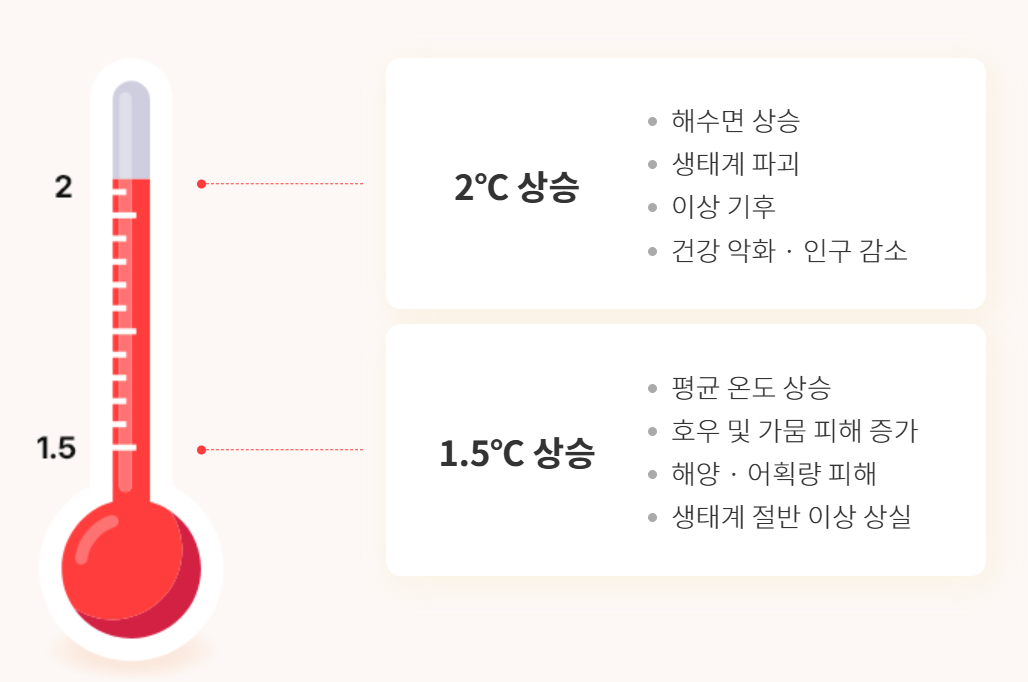 2
2℃ 상승
해수면 상승
생태계 파괴
이상 기후
건강 악화 · 인구 감소
1.5
1.5℃ 상승
평균 온도 상승
호우 및 가뭄 피해 증가
해양 · 어획량 피해
생태계 절반 이상 상실